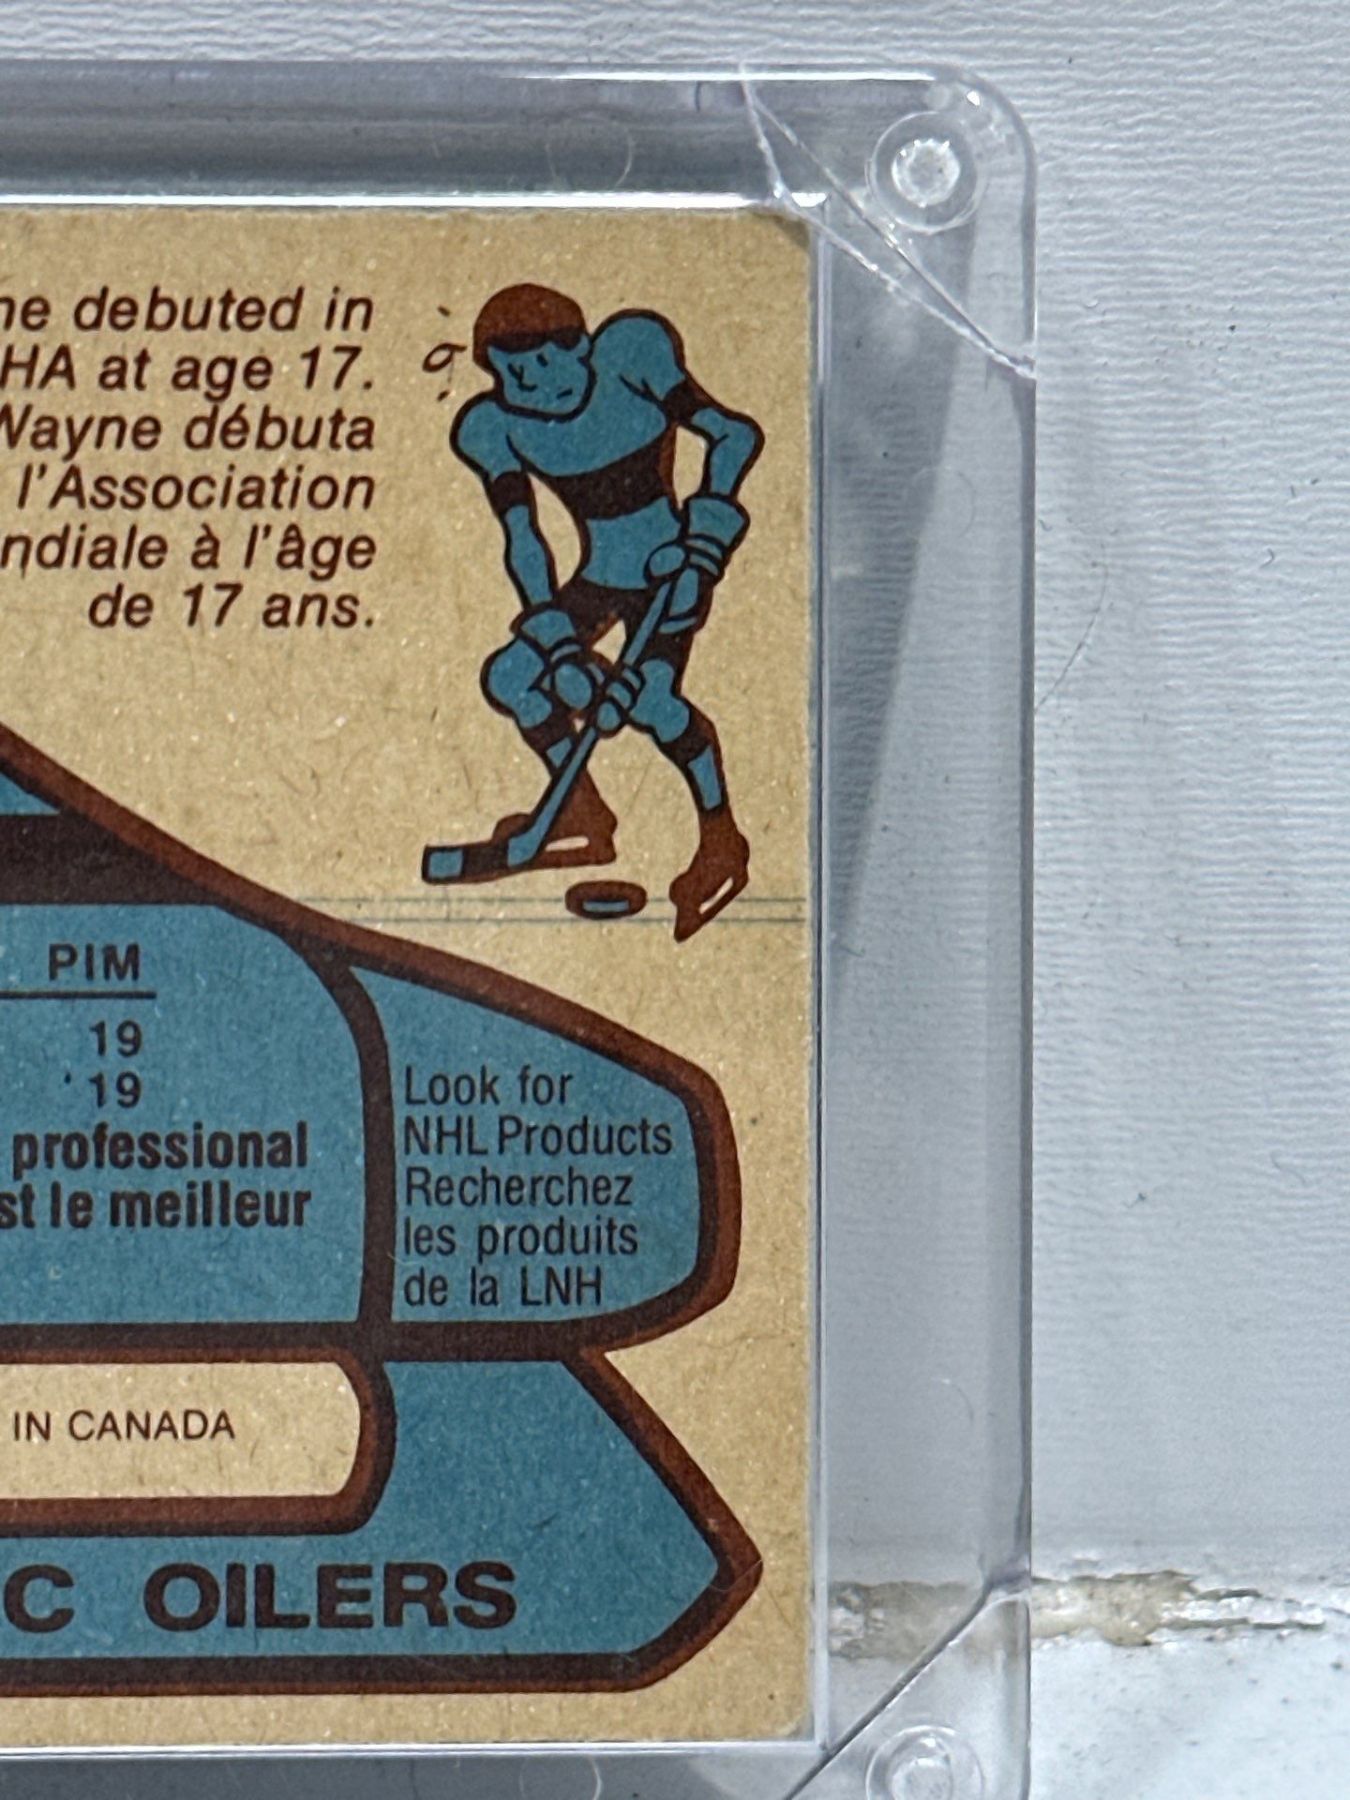 ne debuted in
HA at age 17.
Wayne débuta
l'Association
ndiale à l'âge
de 17 ans.
PIM
19
19
professional
st le meilleur
Look for
NHL Products
Recherchez
les produits
de la LNH
IN CANADA
C OILERS